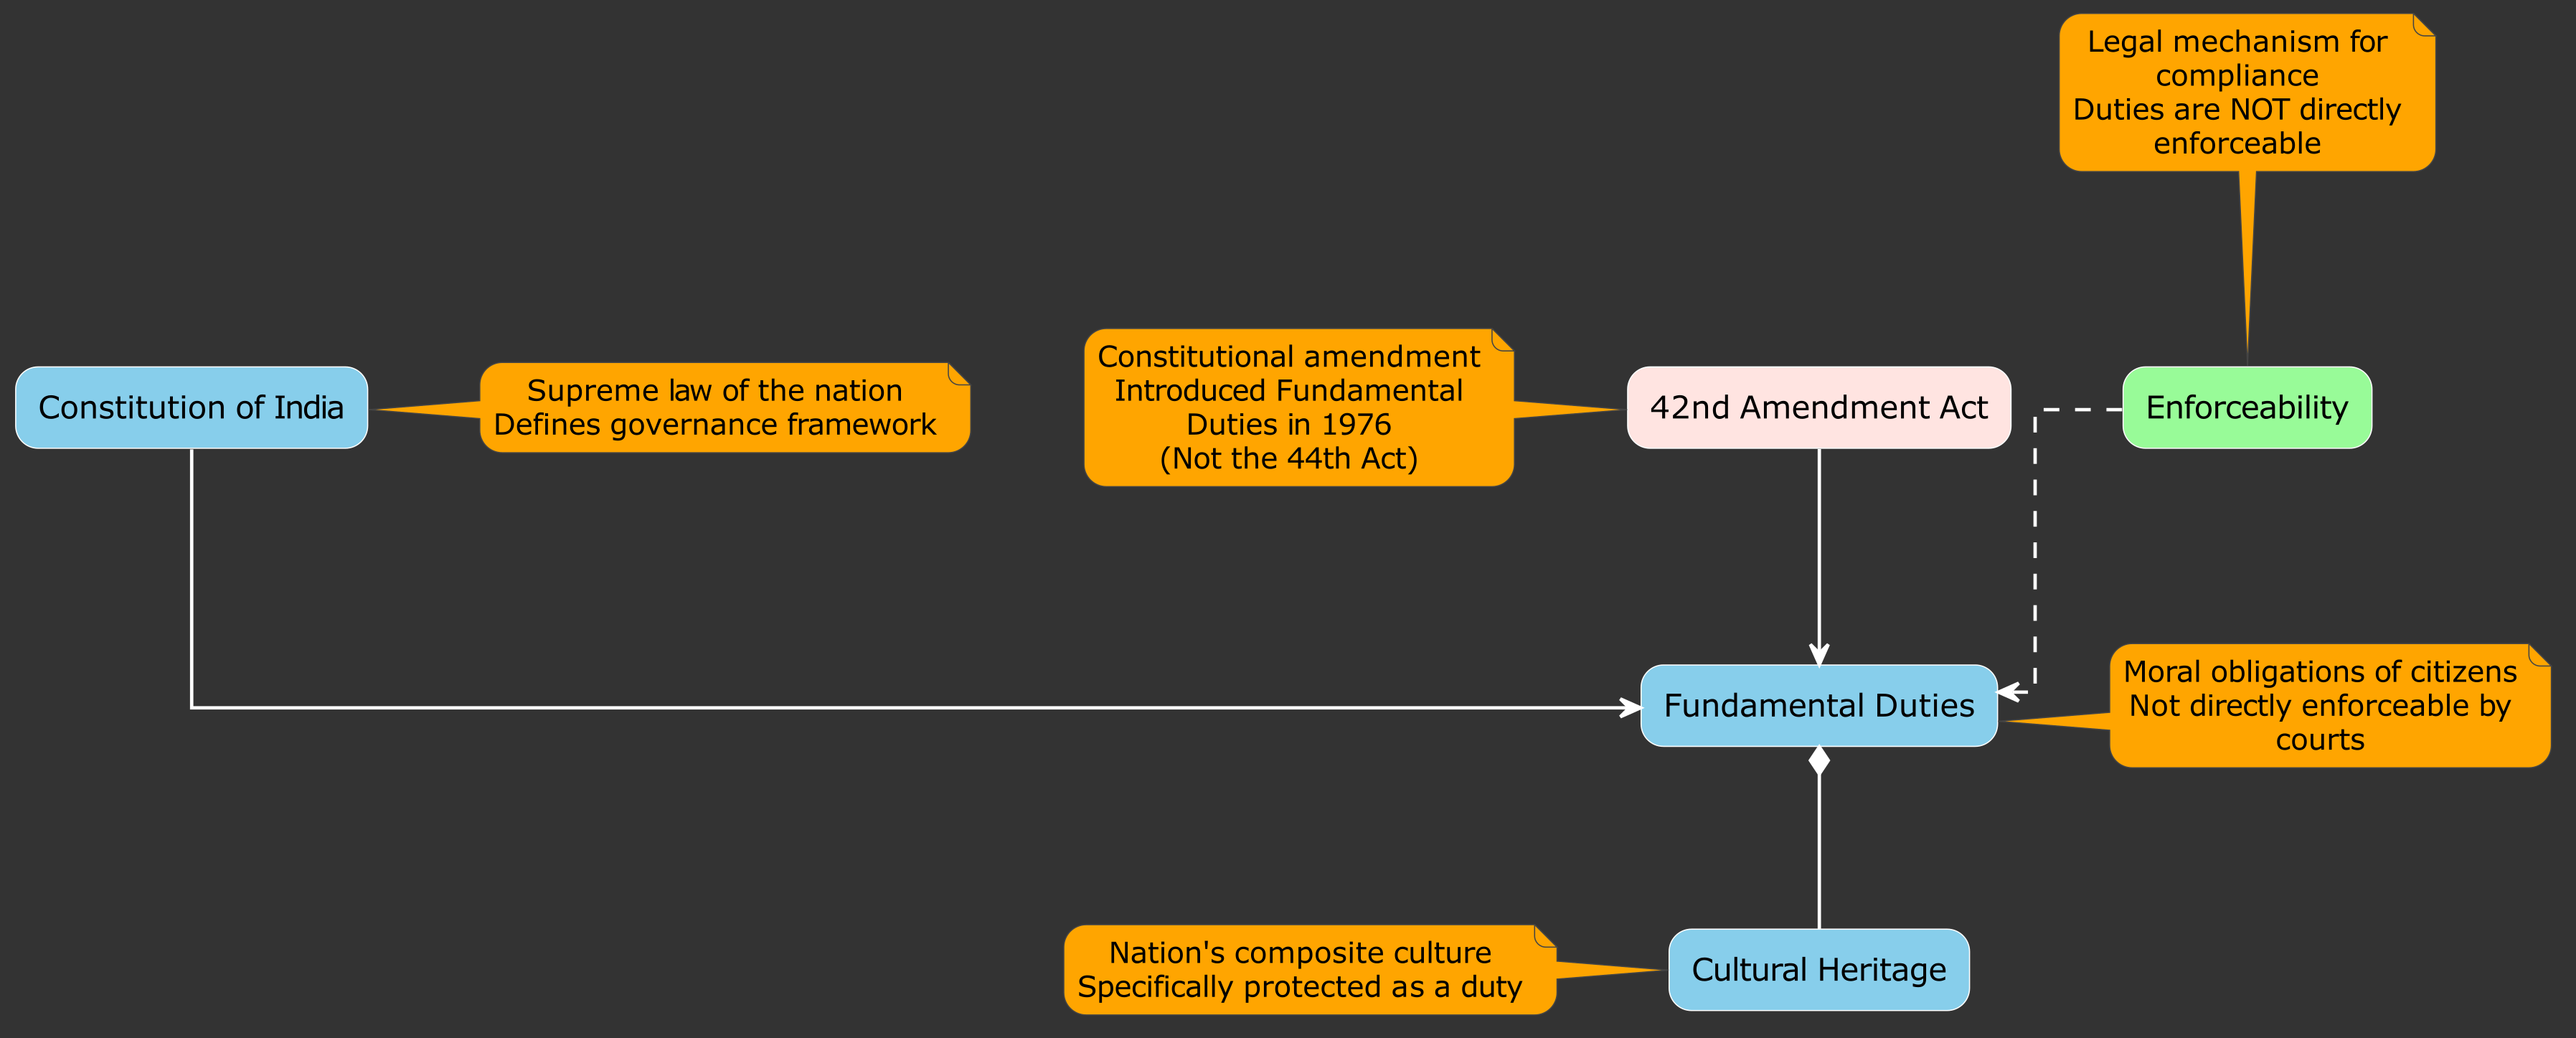 Legal mechanism for
compliance
Duties are NOT directly
enforceable
Constitution of India
Supreme law of the nation
Defines governance framework
Constitutional amendment
Introduced Fundamental
Duties in 1976
(Not the 44th Act)
42nd Amendment Act
Enforceability
Fundamental Duties
Moral obligations of citizens
Not directly enforceable by
courts
Nation's composite culture
Specifically protected as a duty
Cultural Heritage